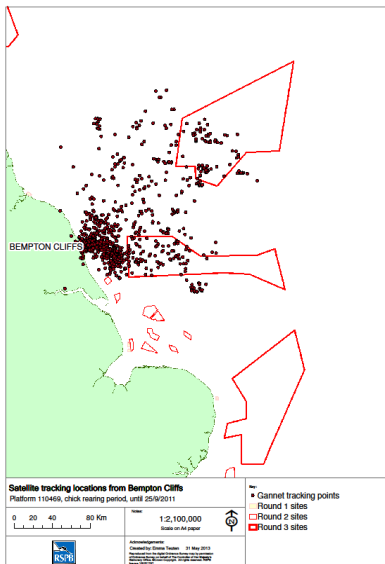 BEMPTON CLIFFS
Satellite tracking locations from Bempton Cliffs
Platform 110469, chick rearing period, until 25/9/2011
0 20 40 80 Km
Notes:
1:2,100,000
Scale on A4 paper
N
Key:
Gannet tracking points
Round 1 sites
Round 2 sites
Round 3 sites
RSPB
Acknowledgements
Created by: Emma Teuten 31 May 2013